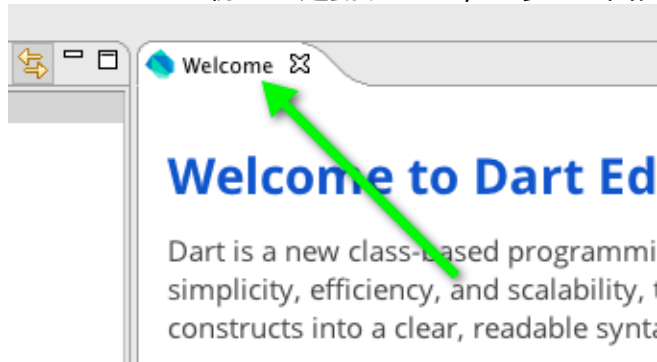 Welcome
Welcome to Dart Ed
Dart is a new class-based programmi
simplicity, efficiency, and scalability, t
constructs into a clear, readable synta